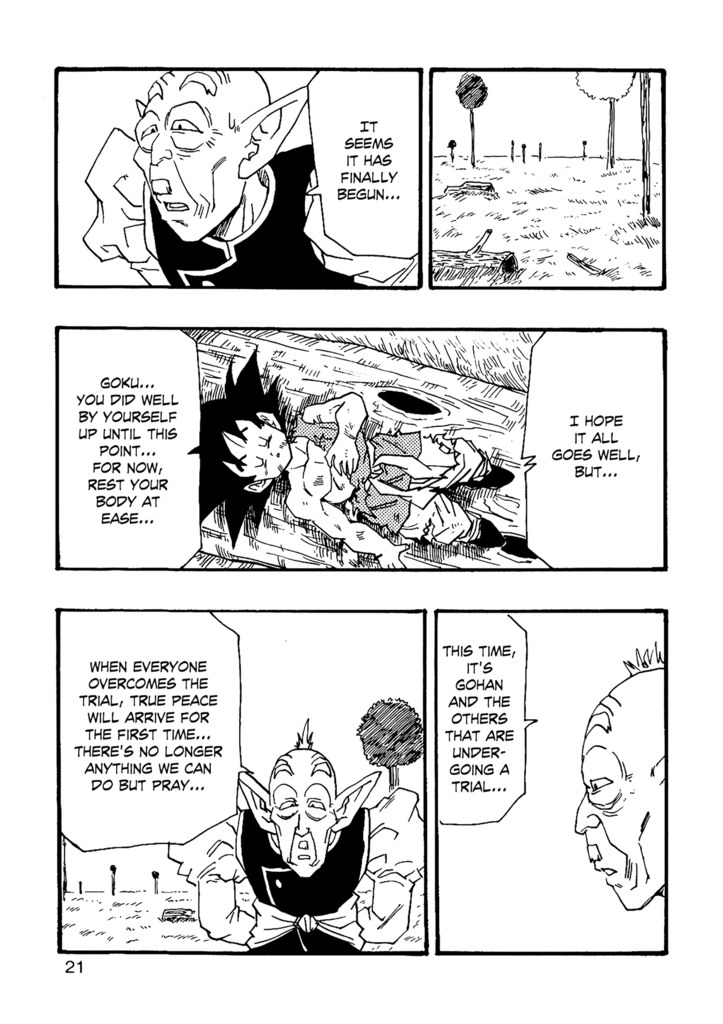 IT
SEEMS
IT HAS
FINALLY
BEGUN...
I HOPE
IT ALL
GOES WELL,
BUT...
GOKU...
YOU DID WELL
BY YOURSELF
UP UNTIL THIS
POINT...
FOR NOW,
REST YOUR
BODY AT
EASE...
THIS TIME,
IT'S
GOHAN
AND THE
OTHERS
THAT ARE
UNDER-
GOING A
TRIAL...
WHEN EVERYONE
OVERCOMES THE
TRIAL, TRUE PEACE
WILL ARRIVE FOR
THE FIRST TIME...
THERE'S NO LONGER
ANYTHING WE CAN
DO BUT PRAY...
21